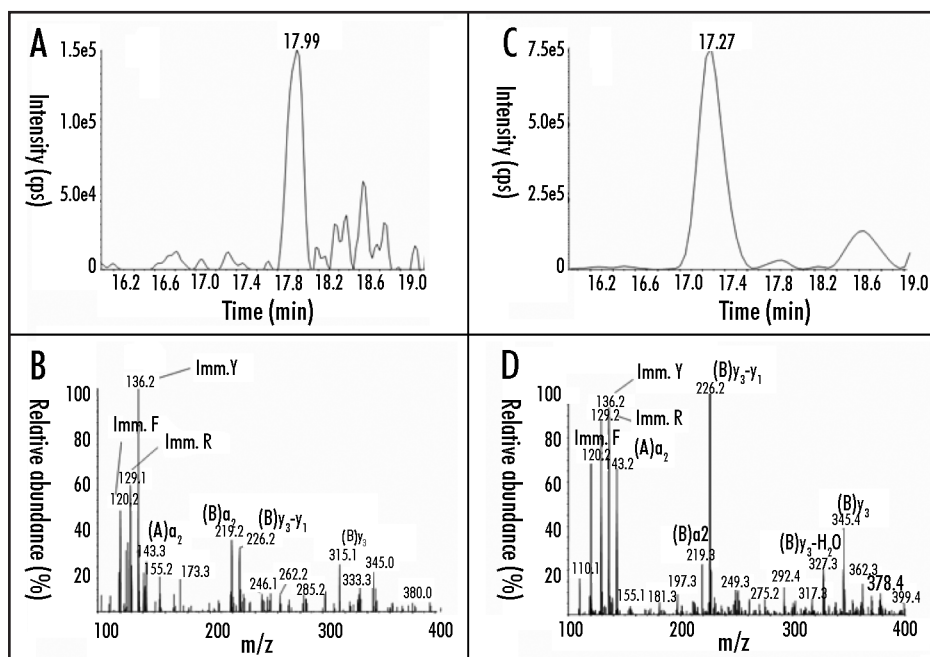 A
17.99
1.5e5
1.0e5
5.0e4
0
Intensity (cps)
16.2 16.6 17.0 17.4 17.8 18.2 18.6 19.0
Time (min)
C
17.27
7.5e5
5.0e5
2.5e5
0
Intensity (cps)
16.2 16.6 17.0 17.4 17.8 18.2 18.6 19.0
Time (min)
B
136.2
Imm.Y
Imm. F
Imm. R
129.1
120.2
(A)a₂
143.3
155.2
173.3
(B)a₂
219.2
(B)y₃-y₁
226.2
246.1
262.2
285.2
(B)y₃
315.1
345.0
333.3
380.0
100
80
60
40
20
0
Relative abundance (%)
100 200 300 400
m/z
D
(B)y₃-y₁
226.2
Imm. Y
136.2
129.2
Imm. R
Imm. F
120.2
(A)a₂
143.2
(B)a2
219.3
(B)y₃
345.4
(B)y₃-H₂O
327.3
110.1
155.1
181.3
197.3
249.3
275.2
292.4
317.3
362.3
378.4
399.4
100
80
60
40
20
0
Relative abundance (%)
100 200 300 400
m/z